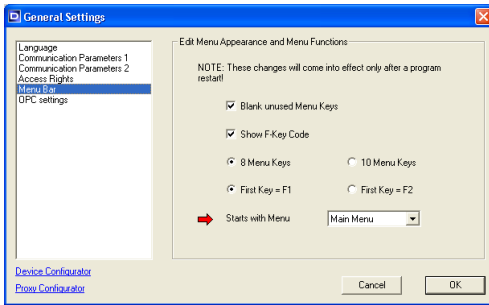 General Settings
Language
Communication Parameters 1
Communication Parameters 2
Access Rights
Menu Bar
OPC settings
Edit Menu Appearance and Menu Functions
NOTE: These changes will come into effect only after a program
restart!
Blank unused Menu Keys
Show F-Key Code
8 Menu Keys 10 Menu Keys
First Key = F1 First Key = F2
Starts with Menu Main Menu
Device Configurator
Proxy Configurator
Cancel OK